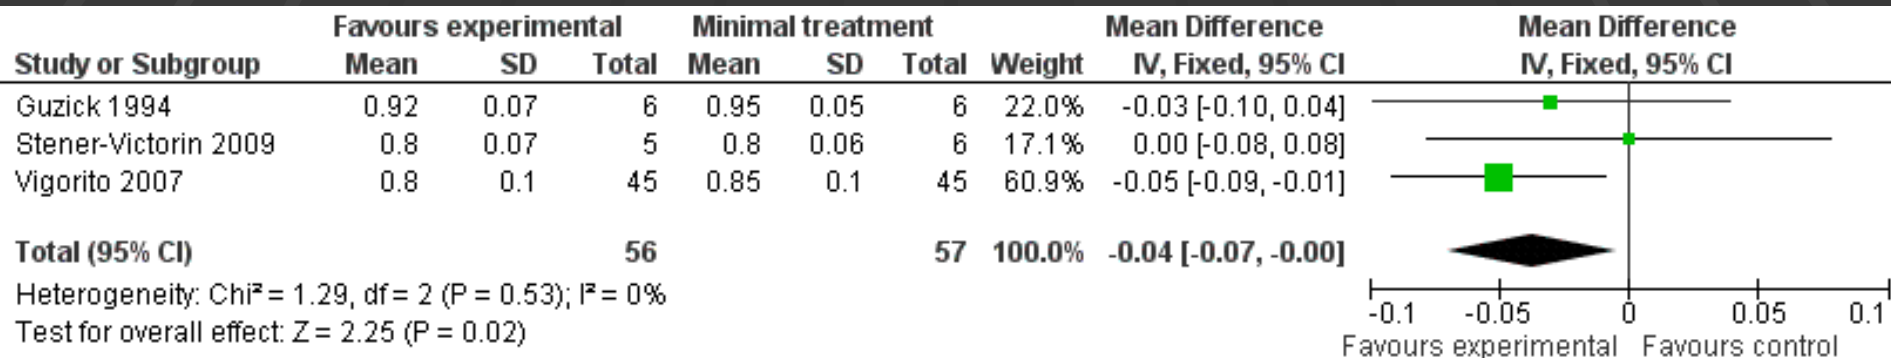 Favours experimental Minimal treatment Mean Difference Mean Difference
Study or Subgroup Mean SD Total Mean SD Total Weight IV, Fixed, 95% CI IV, Fixed, 95% CI
Guzick 1994 0.92 0.07 6 0.95 0.05 6 22.0% -0.03 [-0.10, 0.04]
Stener-Victorin 2009 0.8 0.07 5 0.8 0.06 6 17.1% 0.00 [-0.08, 0.08]
Vigorito 2007 0.8 0.1 45 0.85 0.1 45 60.9% -0.05 [-0.09, -0.01]
Total (95% CI) 56 57 100.0% -0.04 [-0.07, -0.00]
Heterogeneity: Chi² = 1.29, df = 2 (P = 0.53); I² = 0%
Test for overall effect: Z = 2.25 (P = 0.02)
-0.1 -0.05 0 0.05 0.1
Favours experimental Favours control